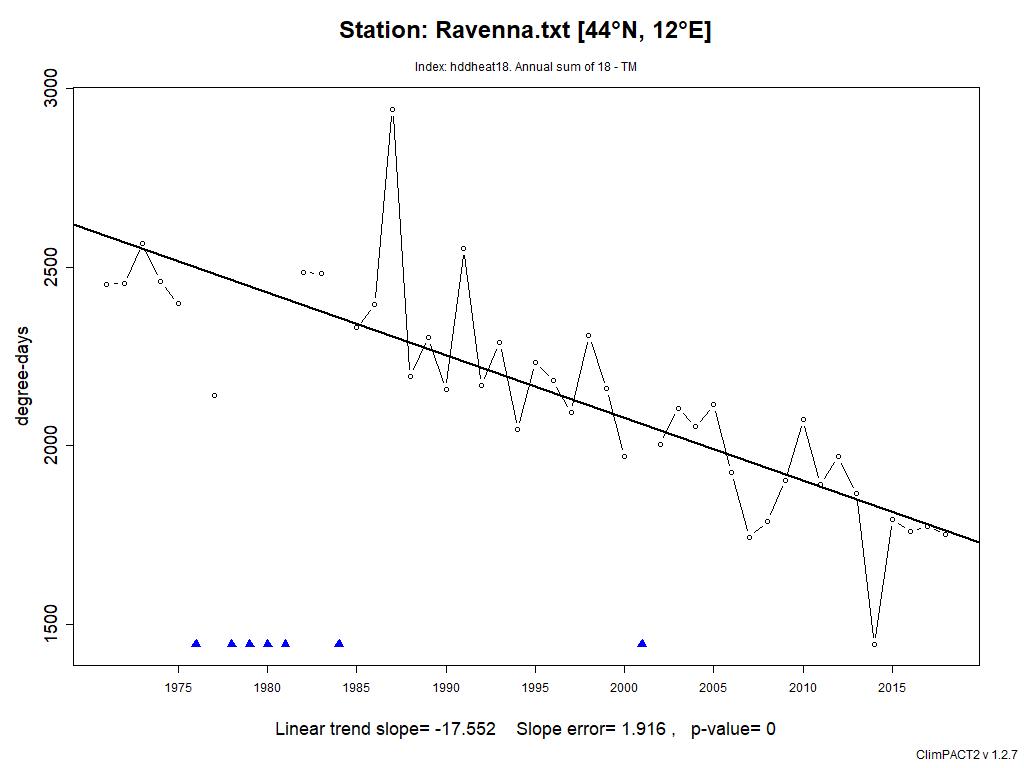 Station: Ravenna.txt [44°N, 12°E]
Index: hddheat18. Annual sum of 18 - TM
degree-days
3000
2500
2000
1500
1975 1980 1985 1990 1995 2000 2005 2010 2015
Linear trend slope= -17.552 Slope error= 1.916 , p-value= 0
ClimPACT2 v 1.2.7